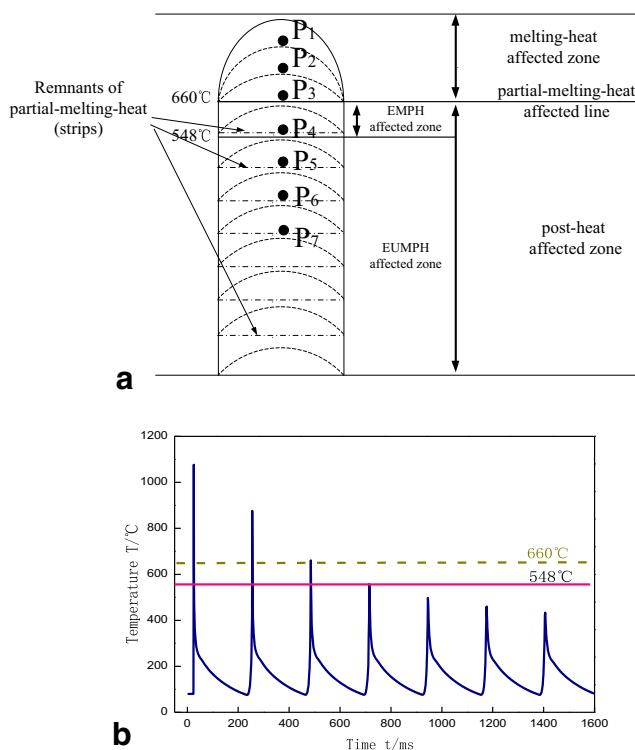 P1
melting-heat
affected zone
P2
Remnants of
partial-melting-heat
(strips)
660℃
P3
partial-melting-heat
affected line
EMPH
affected zone
548℃
P4
P5
P6
P7
EUMPH
affected zone
post-heat
affected zone
a
1200
1000
800
600
400
200
0
Temperature T/℃
660℃
548℃
0 200 400 600 800 1000 1200 1400 1600
Time t/ms
b